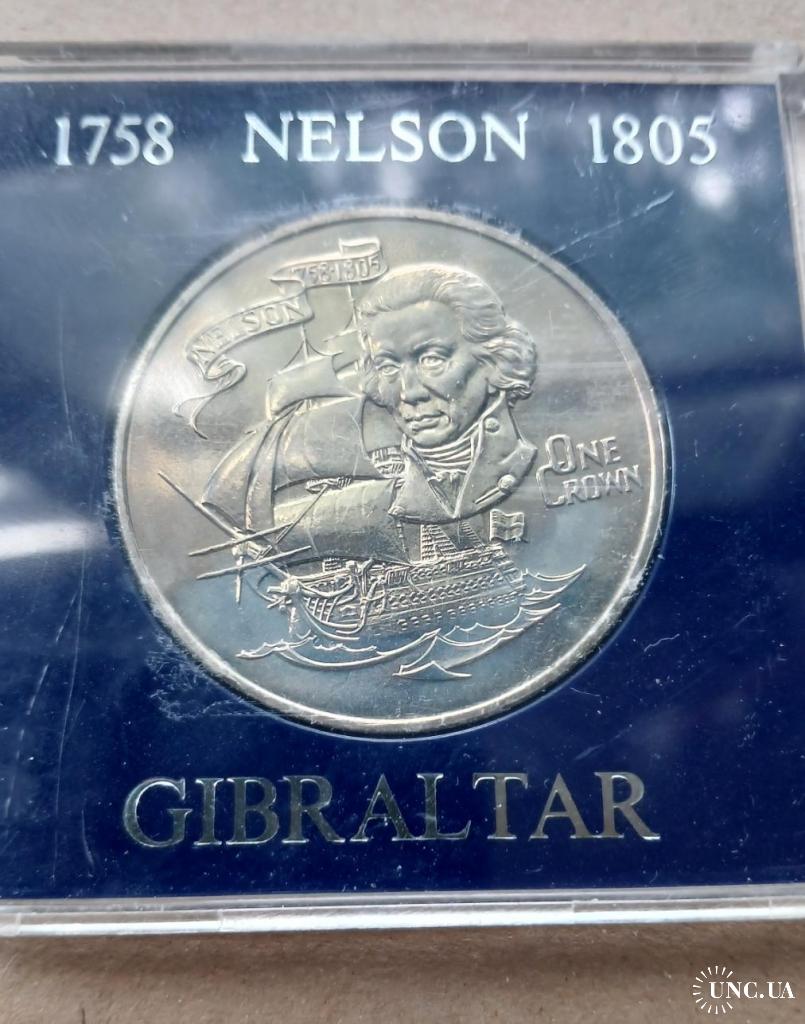 1758 NELSON 1805
NELSON
1758·1805
ONE
CROWN
GIBRALTAR
UNC.UA